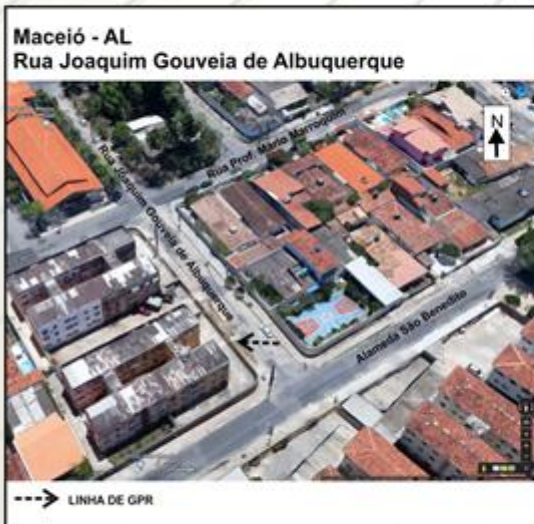 Maceió - AL
Rua Joaquim Gouveia de Albuquerque
N
Rua Prof. Mário Marroquim
Rua Joaquim Gouveia de Albuquerque
Alameda São Benedito
LINHA DE GPR